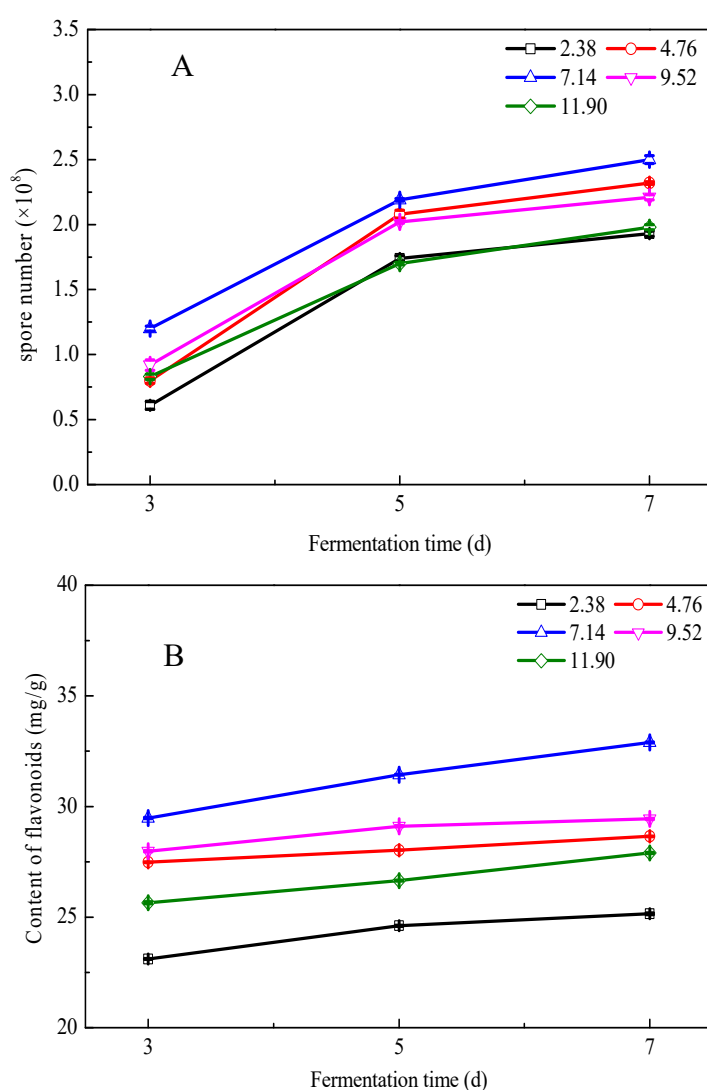 A
2.38 4.76
7.14 9.52
11.90
3.5
3.0
2.5
2.0
1.5
1.0
0.5
0.0
spore number (×10⁸)
3 5 7
Fermentation time (d)
B
2.38 4.76
7.14 9.52
11.90
40
35
30
25
20
Content of flavonoids (mg/g)
3 5 7
Fermentation time (d)